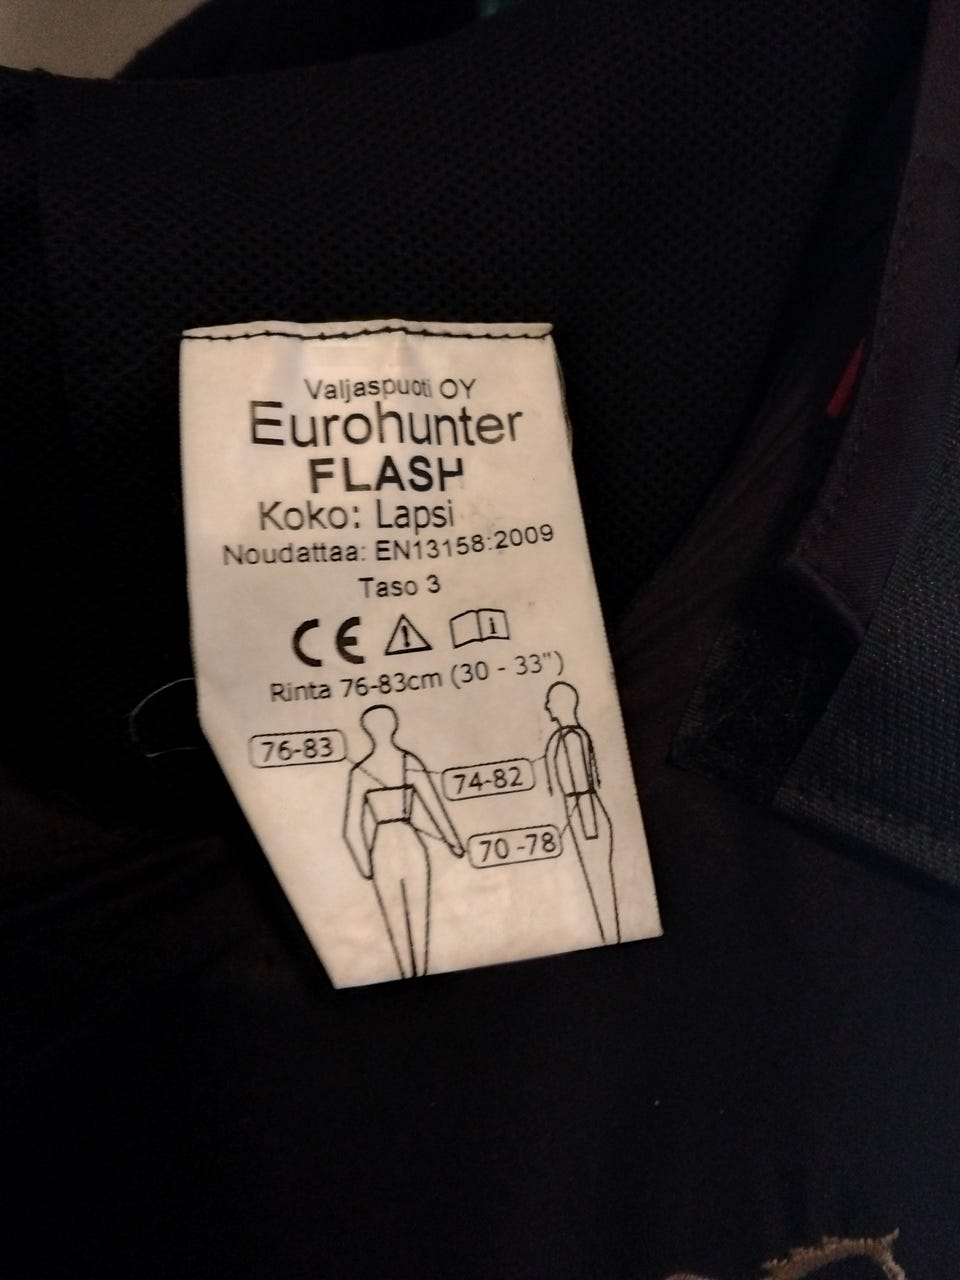 Valjaspuoti OY
Eurohunter
FLASH
Koko: Lapsi
Noudattaa: EN13158:2009
Taso 3
CE
Rinta 76-83cm (30 - 33")
76-83
74-82
70 -78